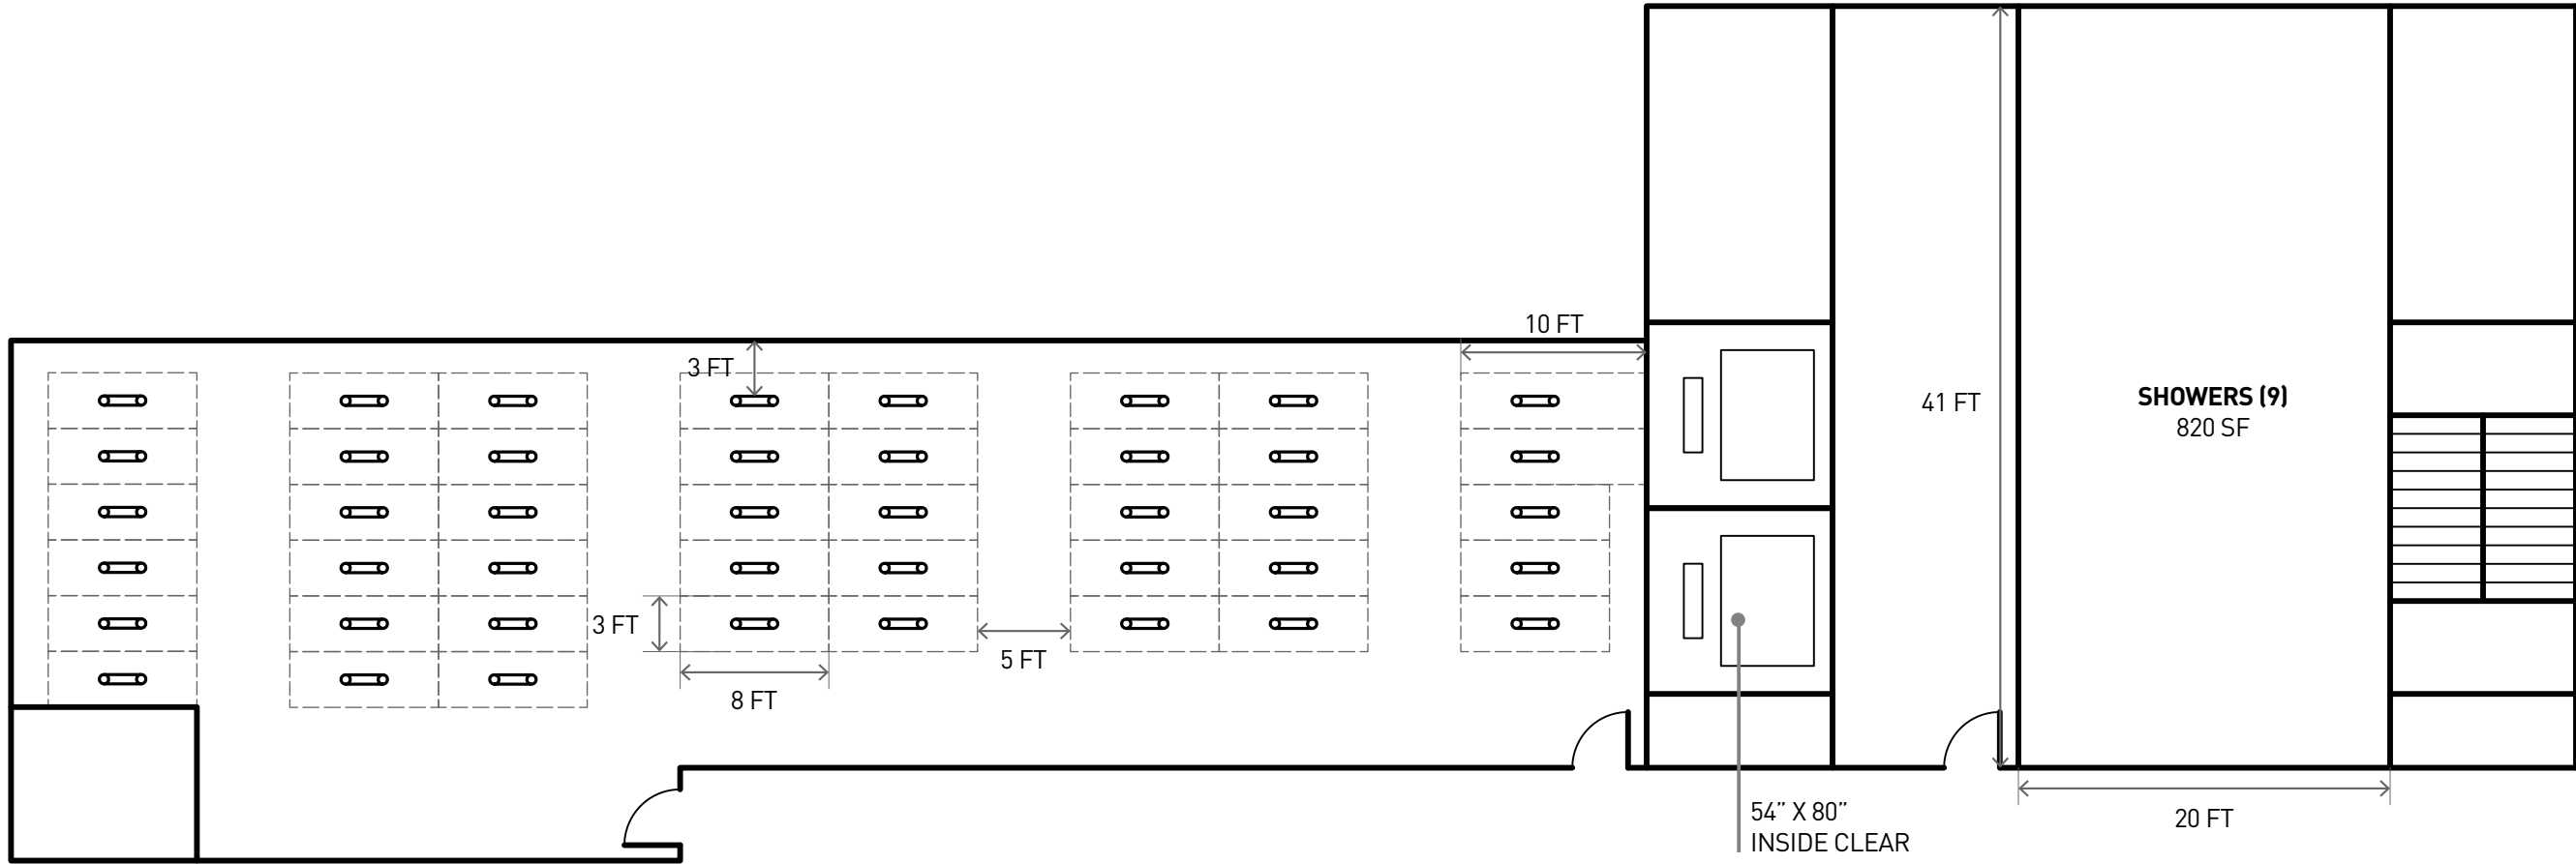 10 FT
3 FT
41 FT
SHOWERS (9)
820 SF
3 FT
5 FT
8 FT
54” X 80”
INSIDE CLEAR
20 FT